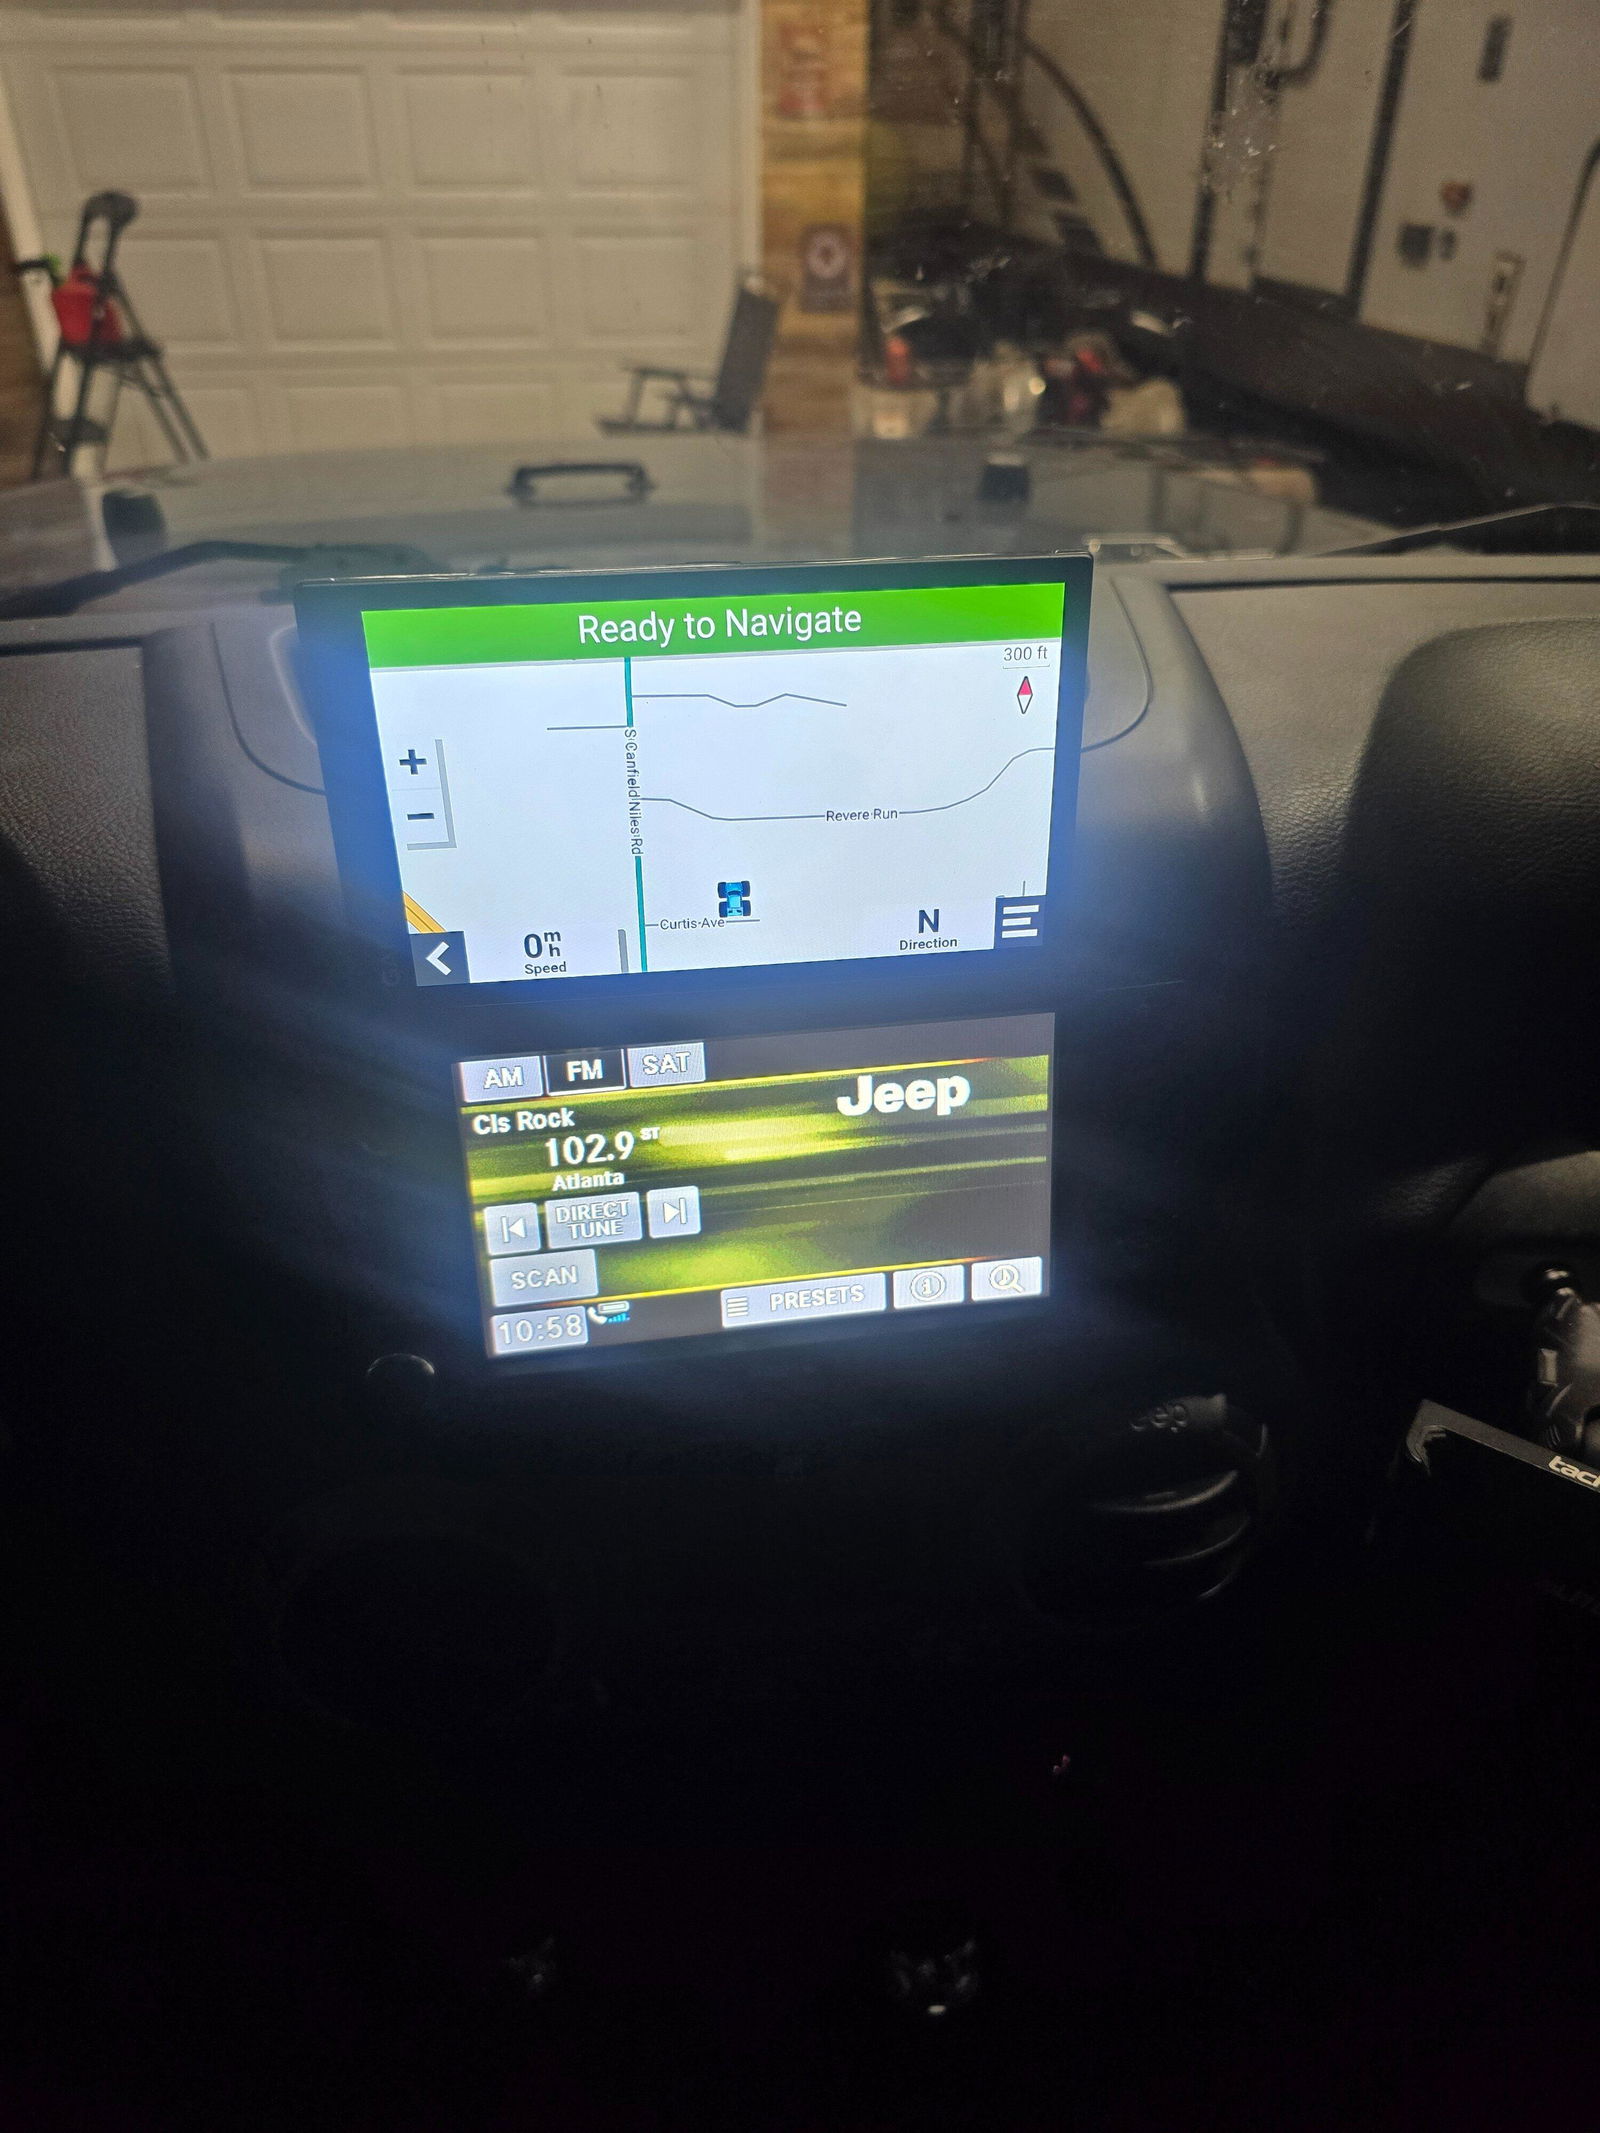 Ready to Navigate
300 ft
S Canfield Niles Rd
Revere Run
Curtis Ave
0 mh
Speed
N
Direction
AM FM SAT
Jeep
Cls Rock
102.9 ST
Atlanta
DIRECT
TUNE
SCAN
PRESETS
10:58